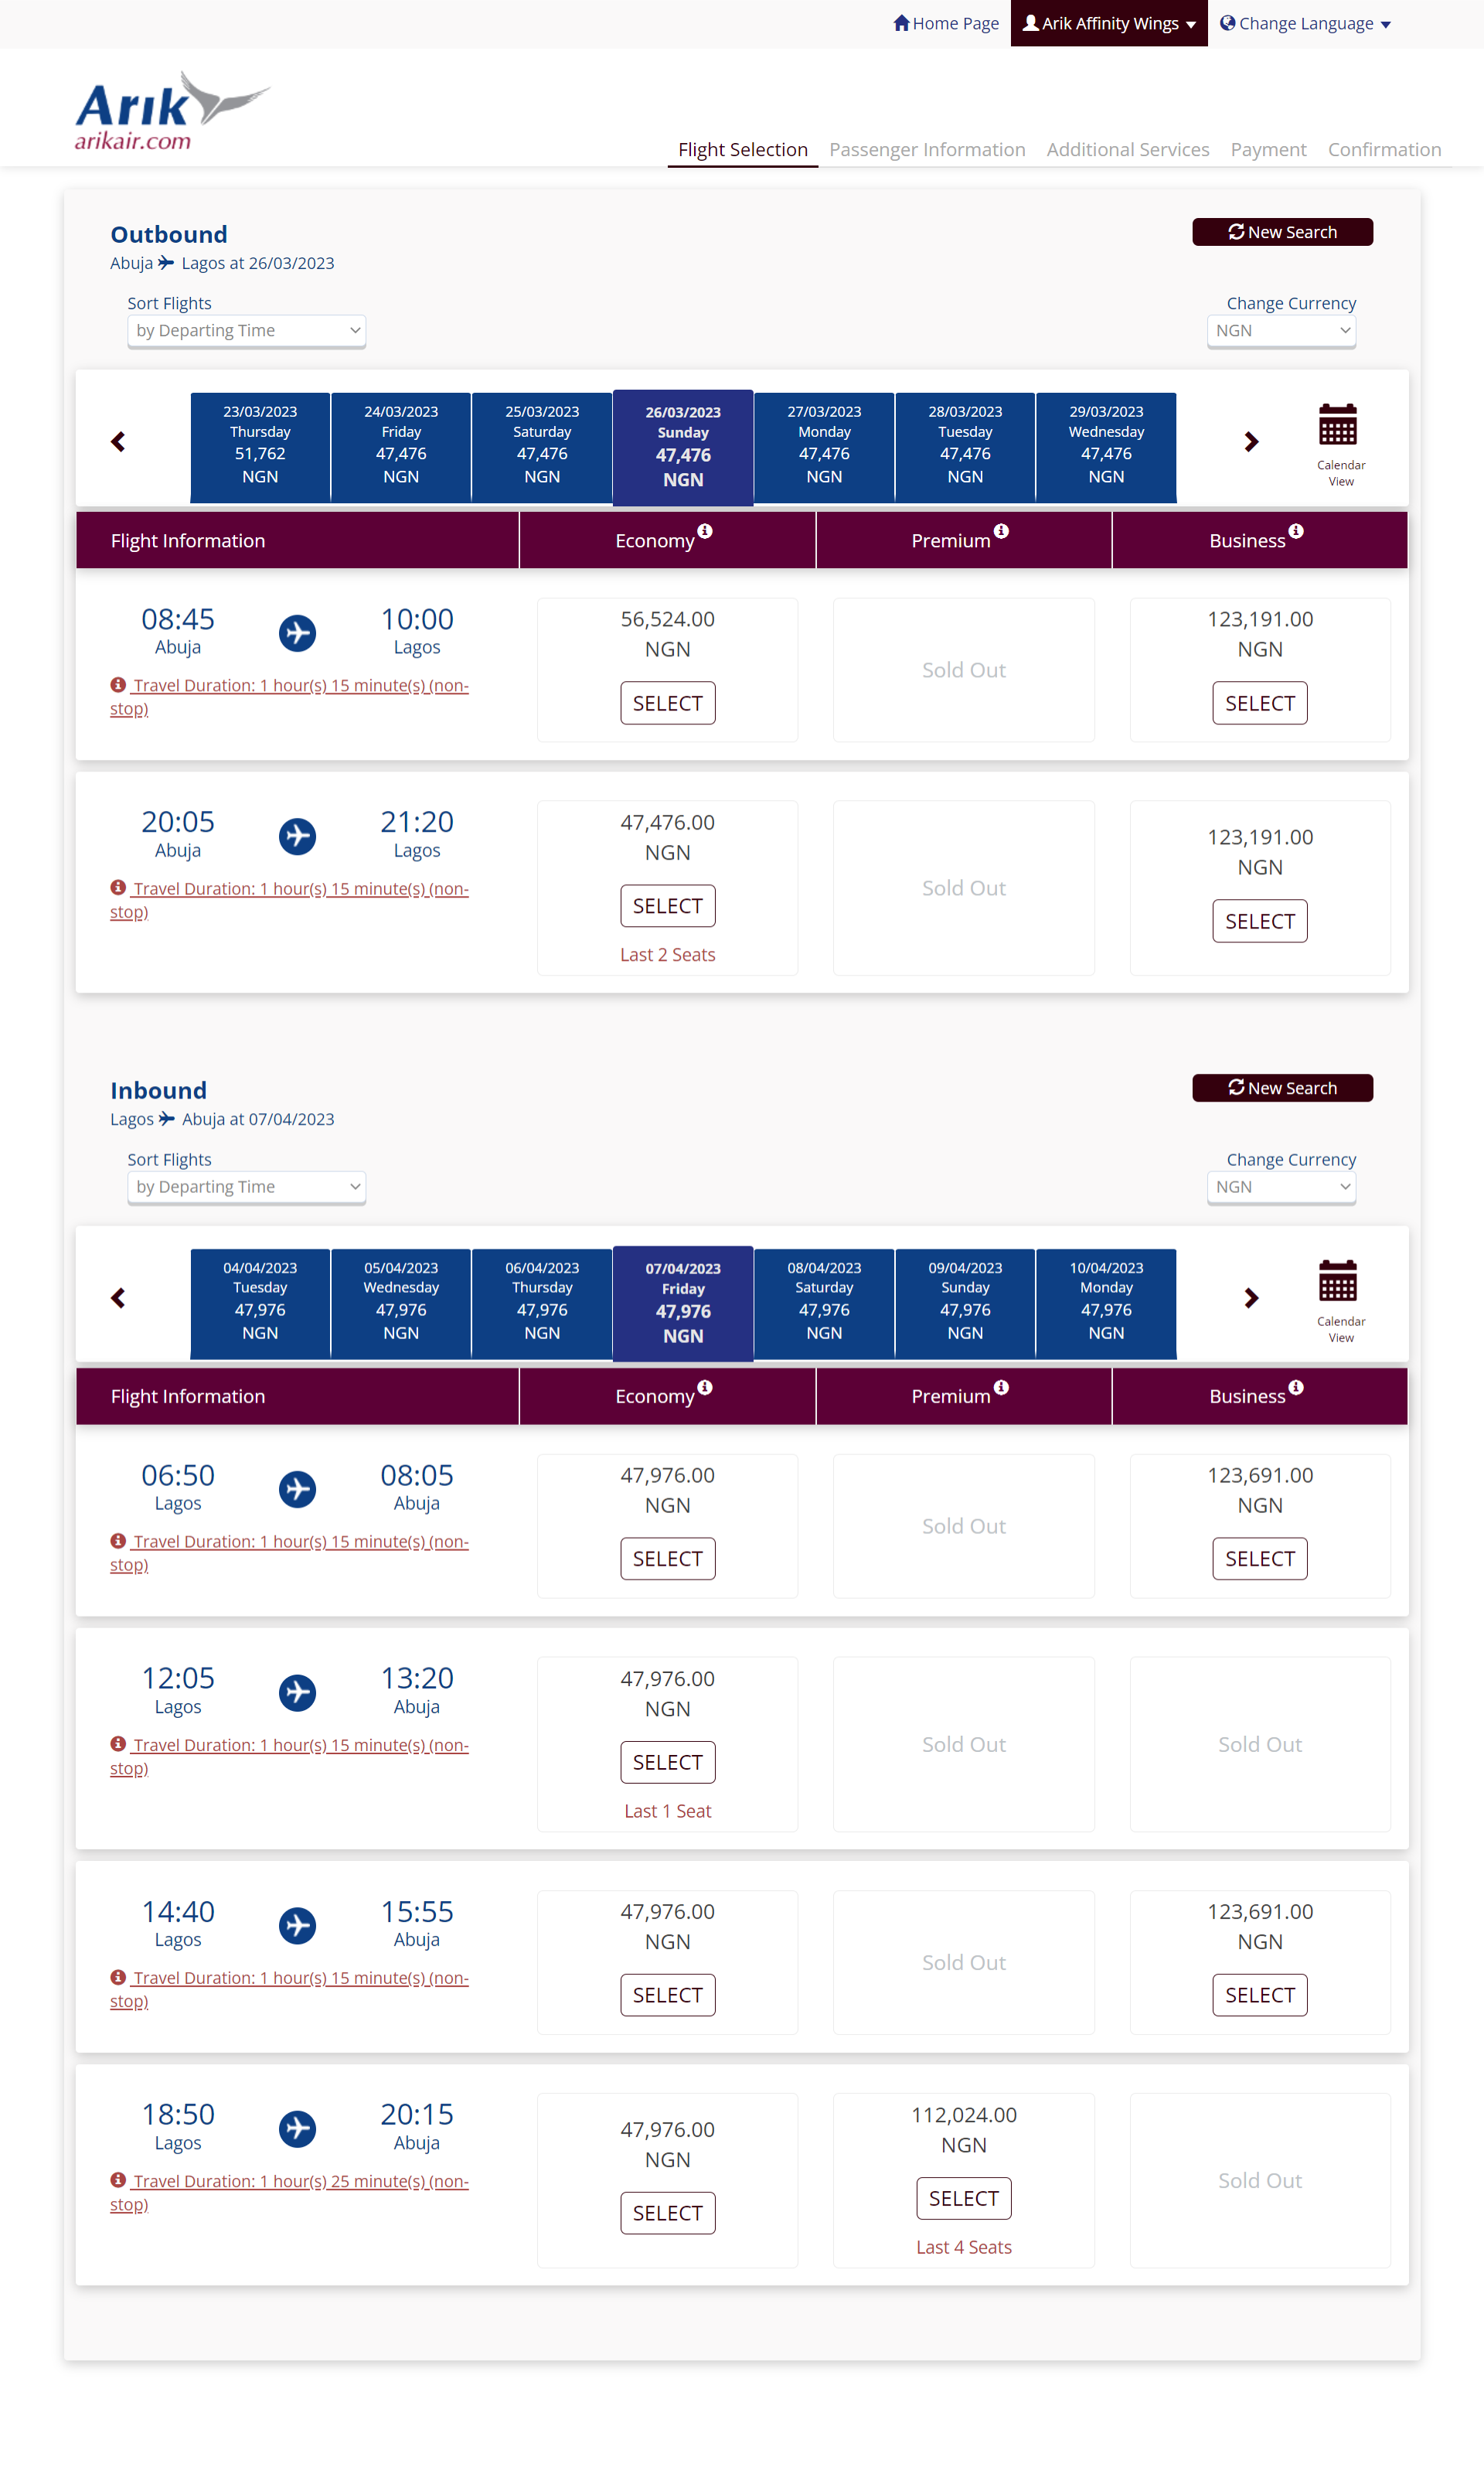 Home Page Arik Affinity Wings Change Language
Arık
arikair.com
Flight Selection Passenger Information Additional Services Payment Confirmation
Outbound
New Search
Abuja Lagos at 26/03/2023
Sort Flights
Change Currency
by Departing Time
NGN
23/03/2023 24/03/2023 25/03/2023 26/03/2023 27/03/2023 28/03/2023 29/03/2023
Thursday Friday Saturday Sunday Monday Tuesday Wednesday
51,762 47,476 47,476 47,476 47,476 47,476 47,476
NGN NGN NGN NGN NGN NGN NGN
Calendar
View
Flight Information Economy Premium Business
08:45 10:00 56,524.00 123,191.00
Abuja Lagos NGN NGN
Sold Out
Travel Duration: 1 hour(s) 15 minute(s) (non-
stop)
SELECT SELECT
20:05 21:20 47,476.00 123,191.00
Abuja Lagos NGN NGN
Sold Out
Travel Duration: 1 hour(s) 15 minute(s) (non-
stop)
SELECT SELECT
Last 2 Seats
Inbound
New Search
Lagos Abuja at 07/04/2023
Sort Flights
Change Currency
by Departing Time
NGN
04/04/2023 05/04/2023 06/04/2023 07/04/2023 08/04/2023 09/04/2023 10/04/2023
Tuesday Wednesday Thursday Friday Saturday Sunday Monday
47,976 47,976 47,976 47,976 47,976 47,976 47,976
NGN NGN NGN NGN NGN NGN NGN
Calendar
View
Flight Information Economy Premium Business
06:50 08:05 47,976.00 123,691.00
Lagos Abuja NGN NGN
Sold Out
Travel Duration: 1 hour(s) 15 minute(s) (non-
stop)
SELECT SELECT
12:05 13:20 47,976.00
Lagos Abuja NGN
Travel Duration: 1 hour(s) 15 minute(s) (non-
stop)
Sold Out Sold Out
SELECT
Last 1 Seat
14:40 15:55 47,976.00 123,691.00
Lagos Abuja NGN NGN
Sold Out
Travel Duration: 1 hour(s) 15 minute(s) (non-
stop)
SELECT SELECT
18:50 20:15 47,976.00 112,024.00
Lagos Abuja NGN NGN
Travel Duration: 1 hour(s) 25 minute(s) (non-
stop)
Sold Out
SELECT SELECT
Last 4 Seats